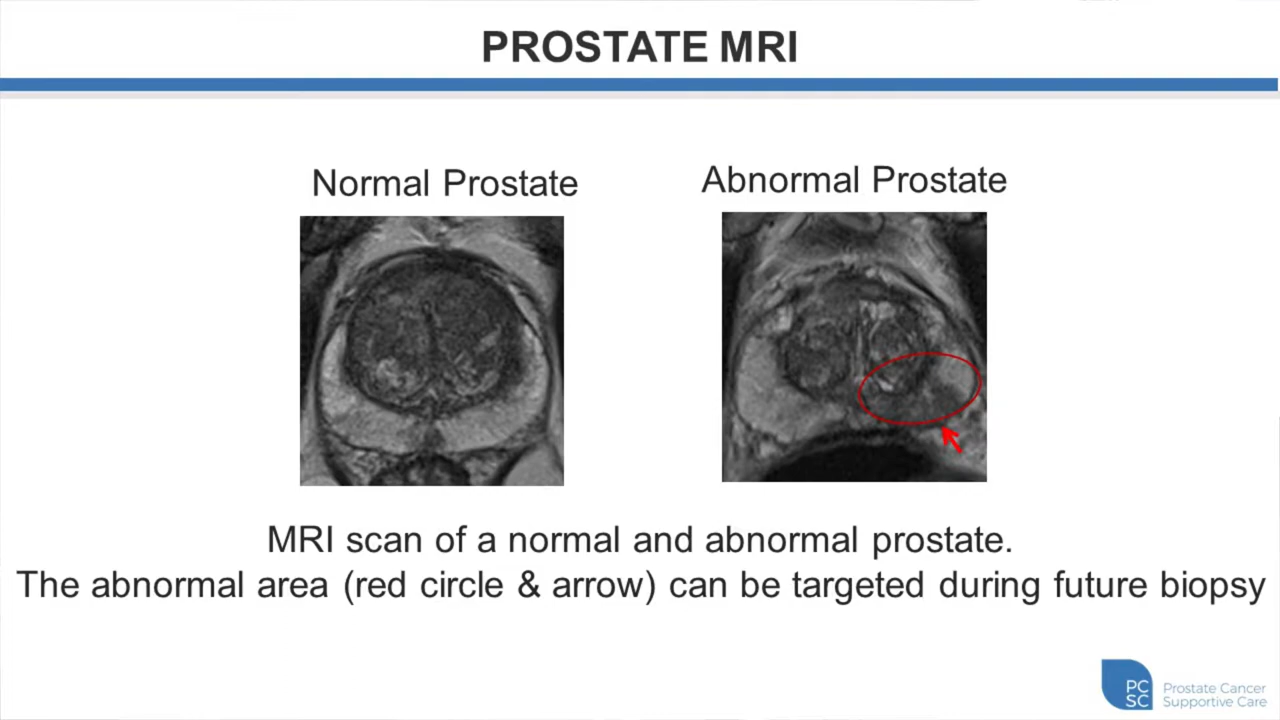 PROSTATE MRI
Normal Prostate
Abnormal Prostate
MRI scan of a normal and abnormal prostate.
The abnormal area (red circle & arrow) can be targeted during future biopsy
PC
SC
Prostate Cancer
Supportive Care